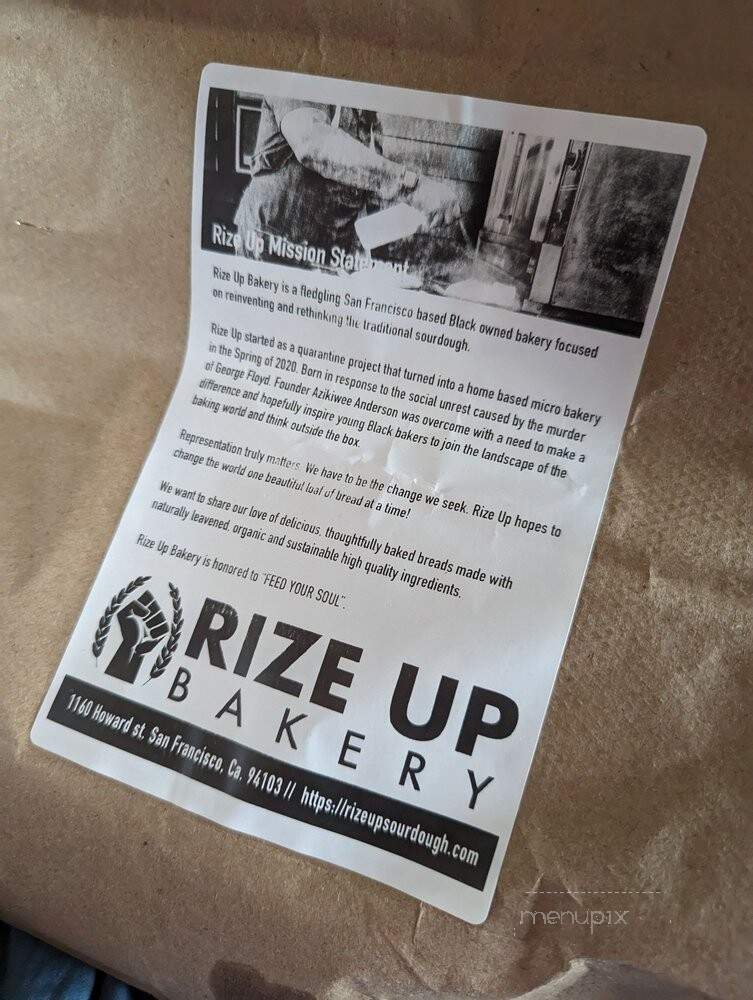 Rize Up Mission Statement
Rize Up Bakery is a fledgling San Francisco based Black owned bakery focused
on reinventing and rethinking the traditional sourdough.
Rize Up started as a quarantine project that turned into a home based micro bakery
in the Spring of 2020. Born in response to the social unrest caused by the murder
of George Floyd. Founder Azikiwee Anderson was overcome with a need to make a
difference and hopefully inspire young Black bakers to join the landscape of the
baking world and think outside the box.
Representation truly matters. We have to be the change we seek. Rize Up hopes to
change the world one beautiful loaf of bread at a time!
We want to share our love of delicious, thoughtfully baked breads made with
naturally leavened, organic and sustainable high quality ingredients.
Rize Up Bakery is honored to "FEED YOUR SOUL".
RIZE UP
BAKERY
1160 Howard st, San Francisco, Ca, 94103 // https://rizeupsourdough.com
menupix